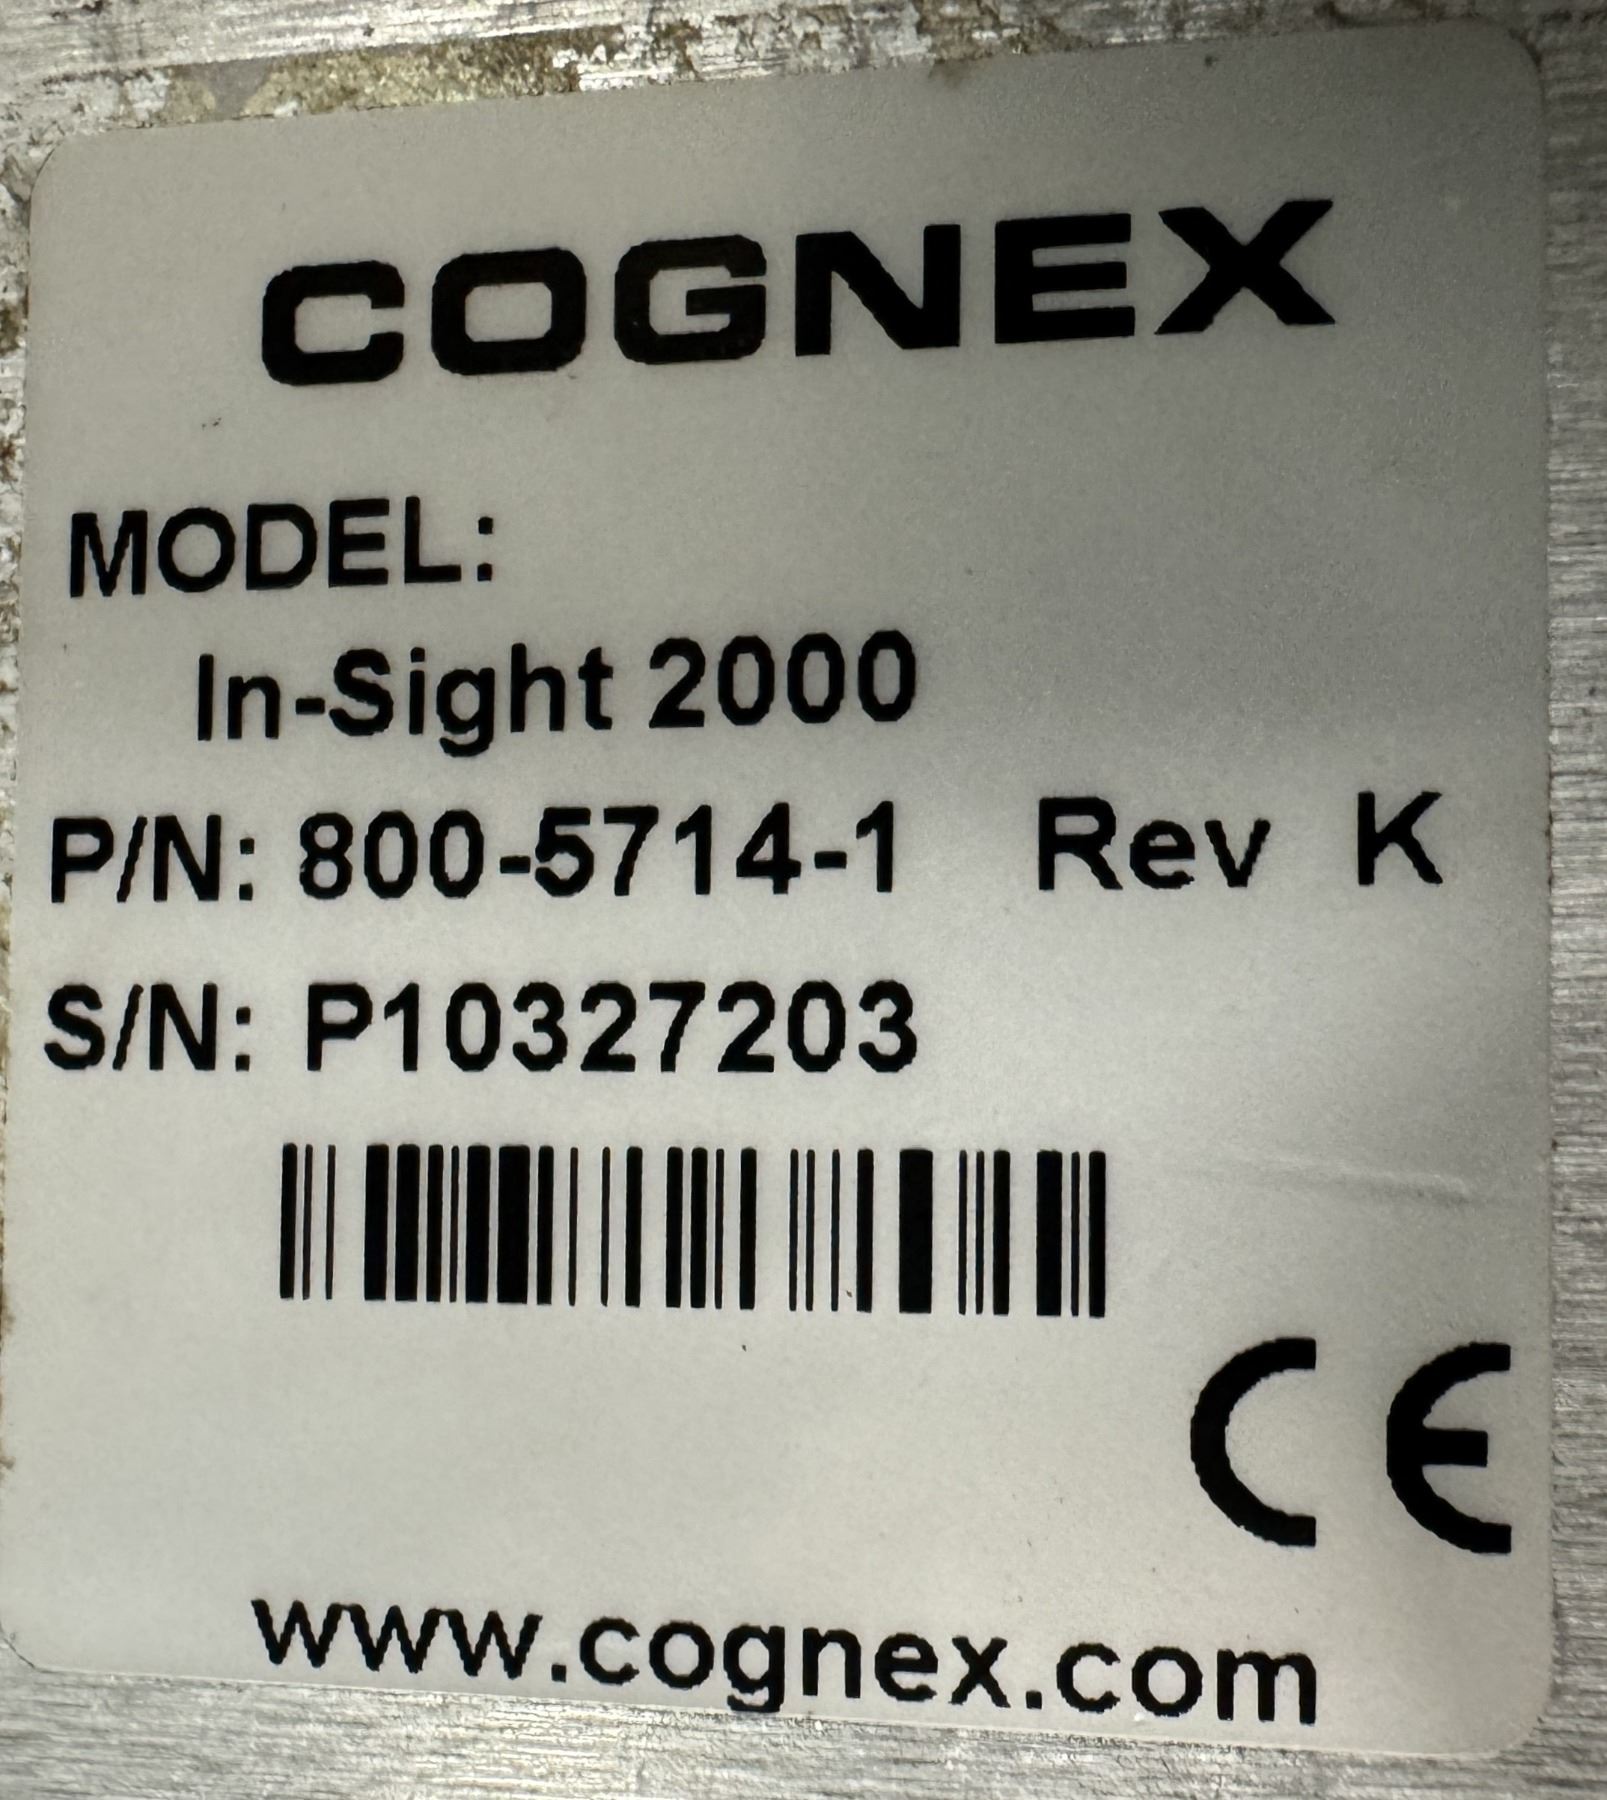 COGNEX
MODEL:
In-Sight 2000
P/N: 800-5714-1 Rev K
S/N: P10327203
CE
www.cognex.com